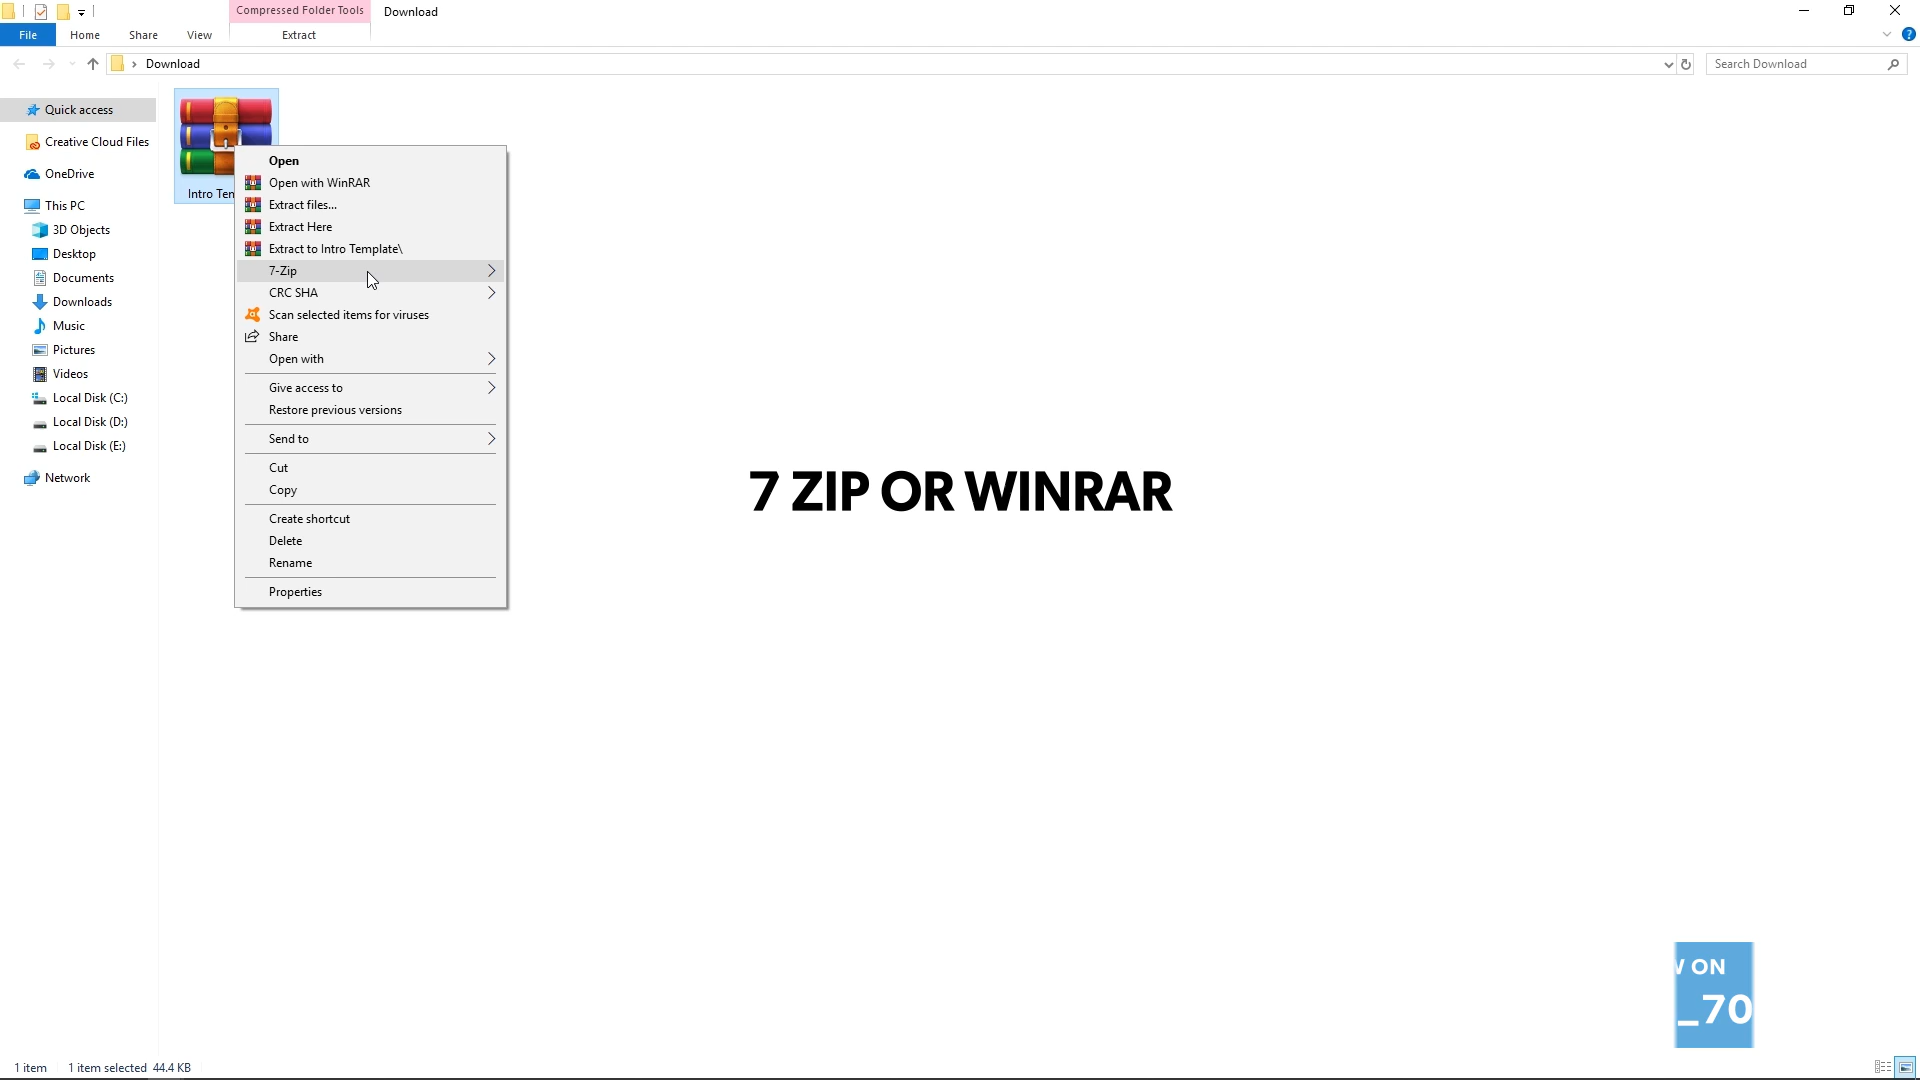 Compressed Folder Tools
Download
File
Home
Share
View
Extract
Download
Search Download
Quick access
Creative Cloud Files
OneDrive
This PC
3D Objects
Desktop
Documents
Downloads
Music
Pictures
Videos
Local Disk (C:)
Local Disk (D:)
Local Disk (E:)
Network
Intro
Open
Open with WinRAR
Extract files...
Extract Here
Extract to Intro Template\
7-Zip
CRC SHA
Scan selected items for viruses
Share
Open with
Give access to
Restore previous versions
Send to
Cut
Copy
Create shortcut
Delete
Rename
Properties
7 ZIP OR WINRAR
ON
_70
1 item
1 item selected 44.4 KB